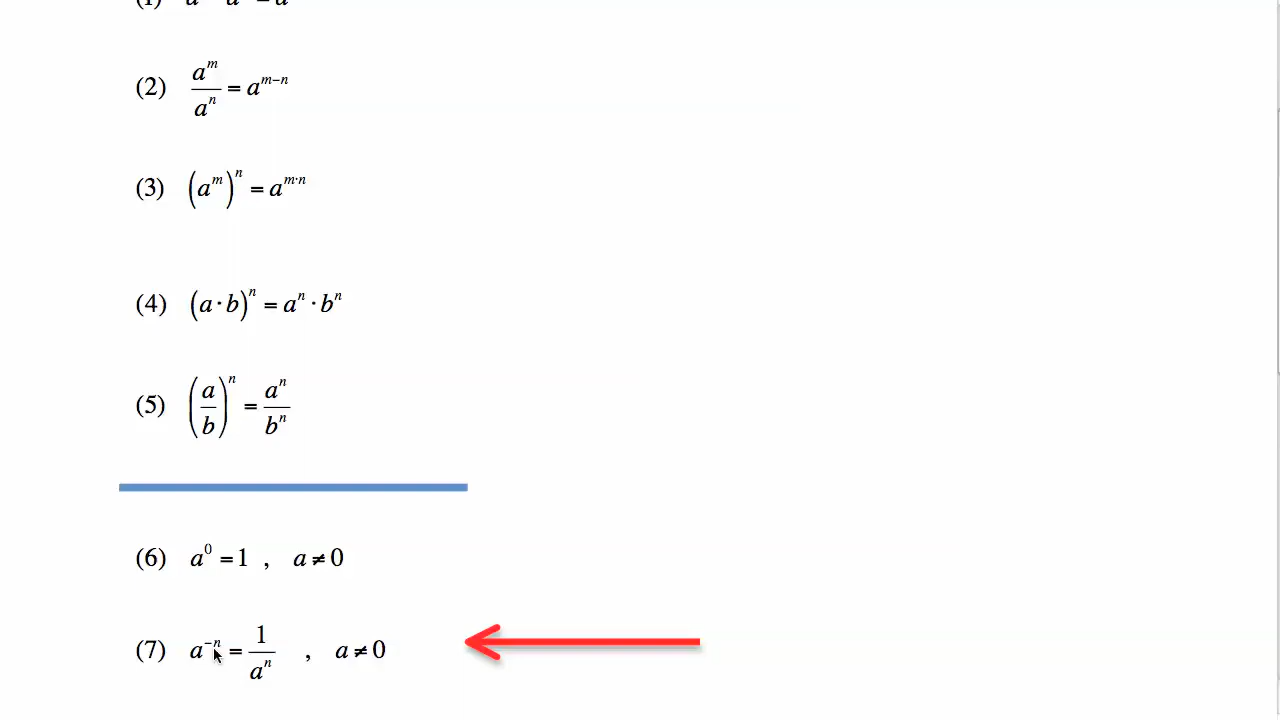 (2) a^m / a^n = a^{m−n}
(3) (a^m)^n = a^{m·n}
(4) (a·b)^n = a^n · b^n
(5) (a/b)^n = a^n / b^n
(6) a^0 = 1 , a ≠ 0
(7) a^{−n} = 1 / a^n , a ≠ 0